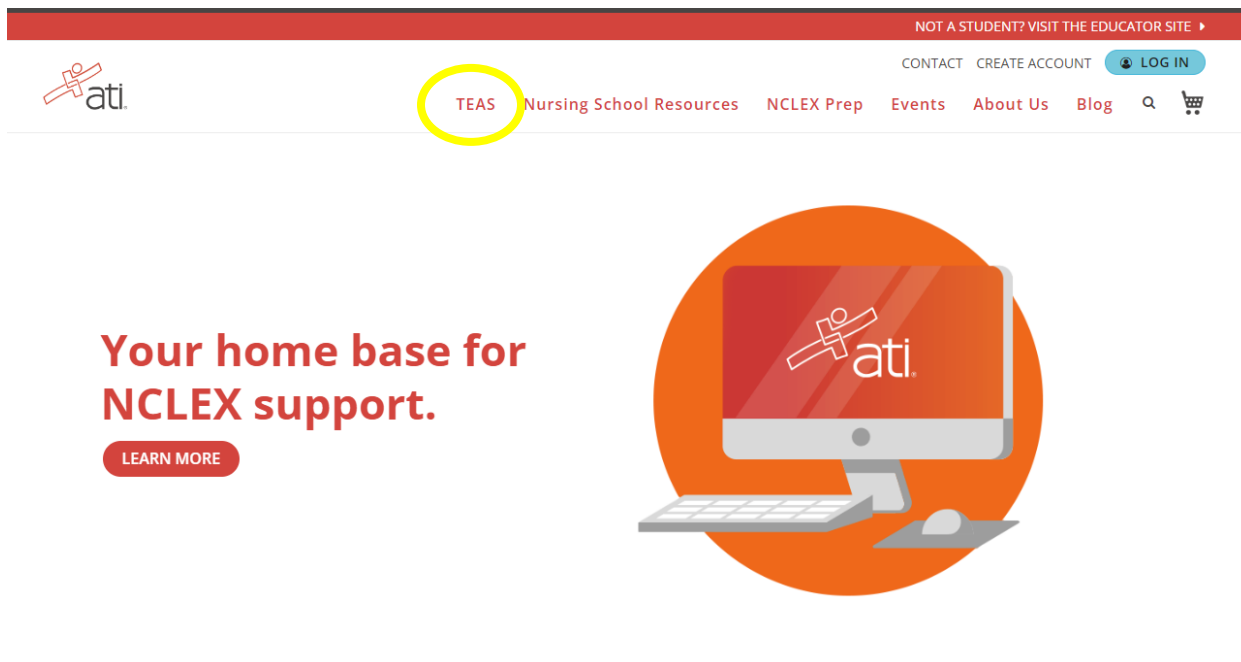 NOT A STUDENT? VISIT THE EDUCATOR SITE
CONTACT CREATE ACCOUNT LOG IN
ati.
TEAS Nursing School Resources NCLEX Prep Events About Us Blog
ati.
Your home base for
NCLEX support.
LEARN MORE